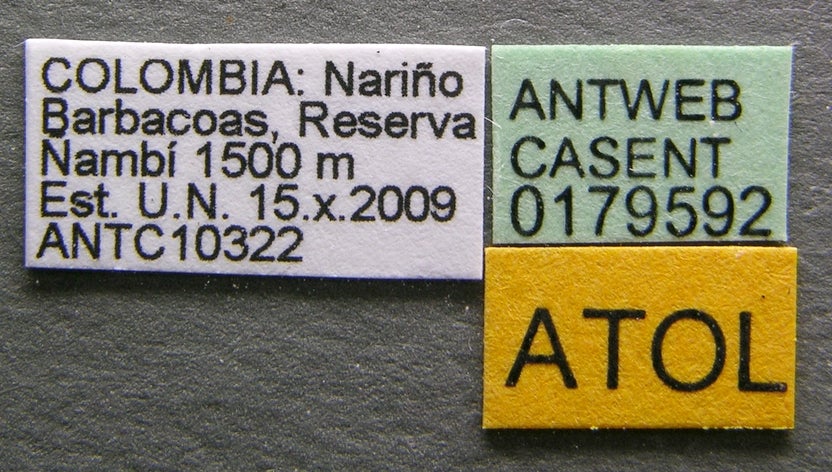 COLOMBIA: Nariño
Barbacoas, Reserva
Ñambí 1500 m
Est. U.N. 15.x.2009
ANTC10322
ANTWEB
CASENT
0179592
ATOL